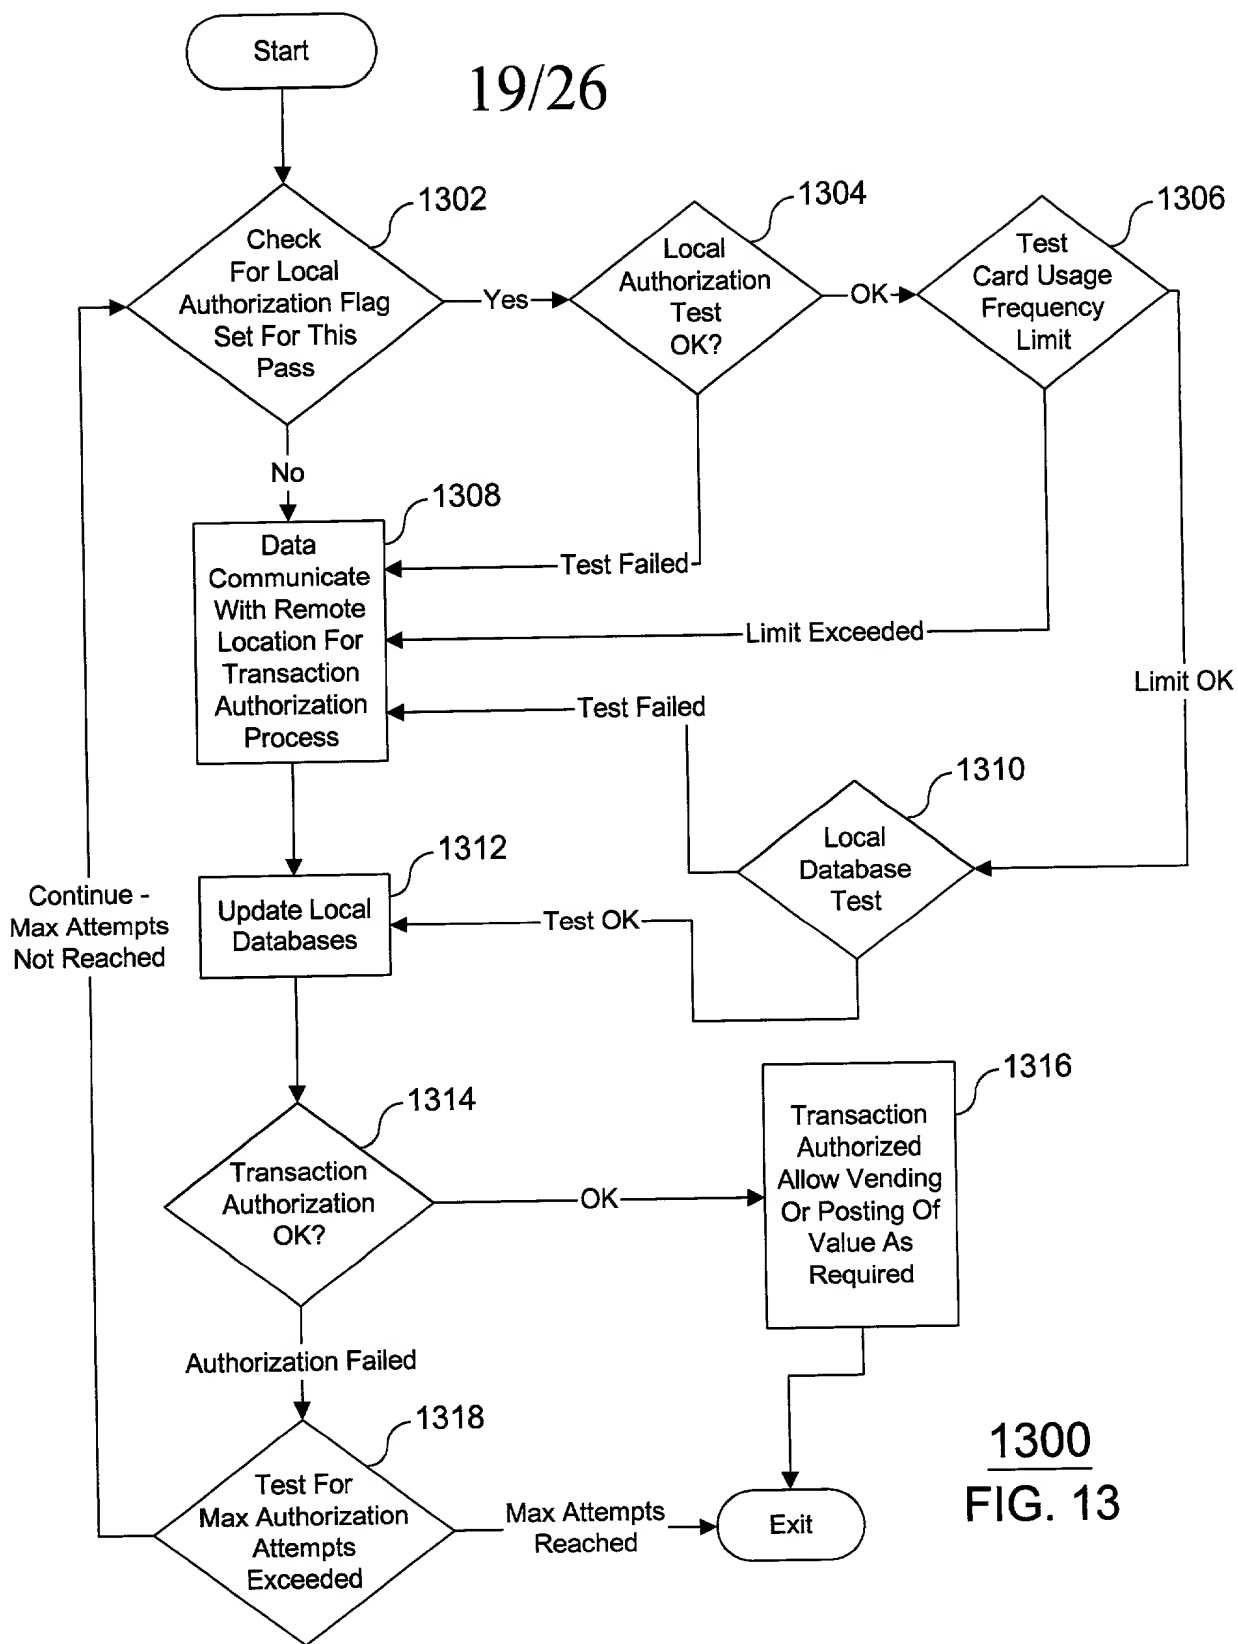 Start
19/26
1302
Check
For Local
Authorization Flag
Set For This
Pass
Yes
1304
Local
Authorization
Test
OK?
OK
1306
Test
Card Usage
Frequency
Limit
No
1308
Data
Communicate
With Remote
Location For
Transaction
Authorization
Process
Test Failed
Limit Exceeded
Test Failed
Limit OK
1310
Local
Database
Test
1312
Update Local
Databases
Test OK
Continue -
Max Attempts
Not Reached
1314
Transaction
Authorization
OK?
OK
1316
Transaction
Authorized
Allow Vending
Or Posting Of
Value As
Required
Authorization Failed
1318
Test For
Max Authorization
Attempts
Exceeded
Max Attempts
Reached
Exit
1300
FIG. 13